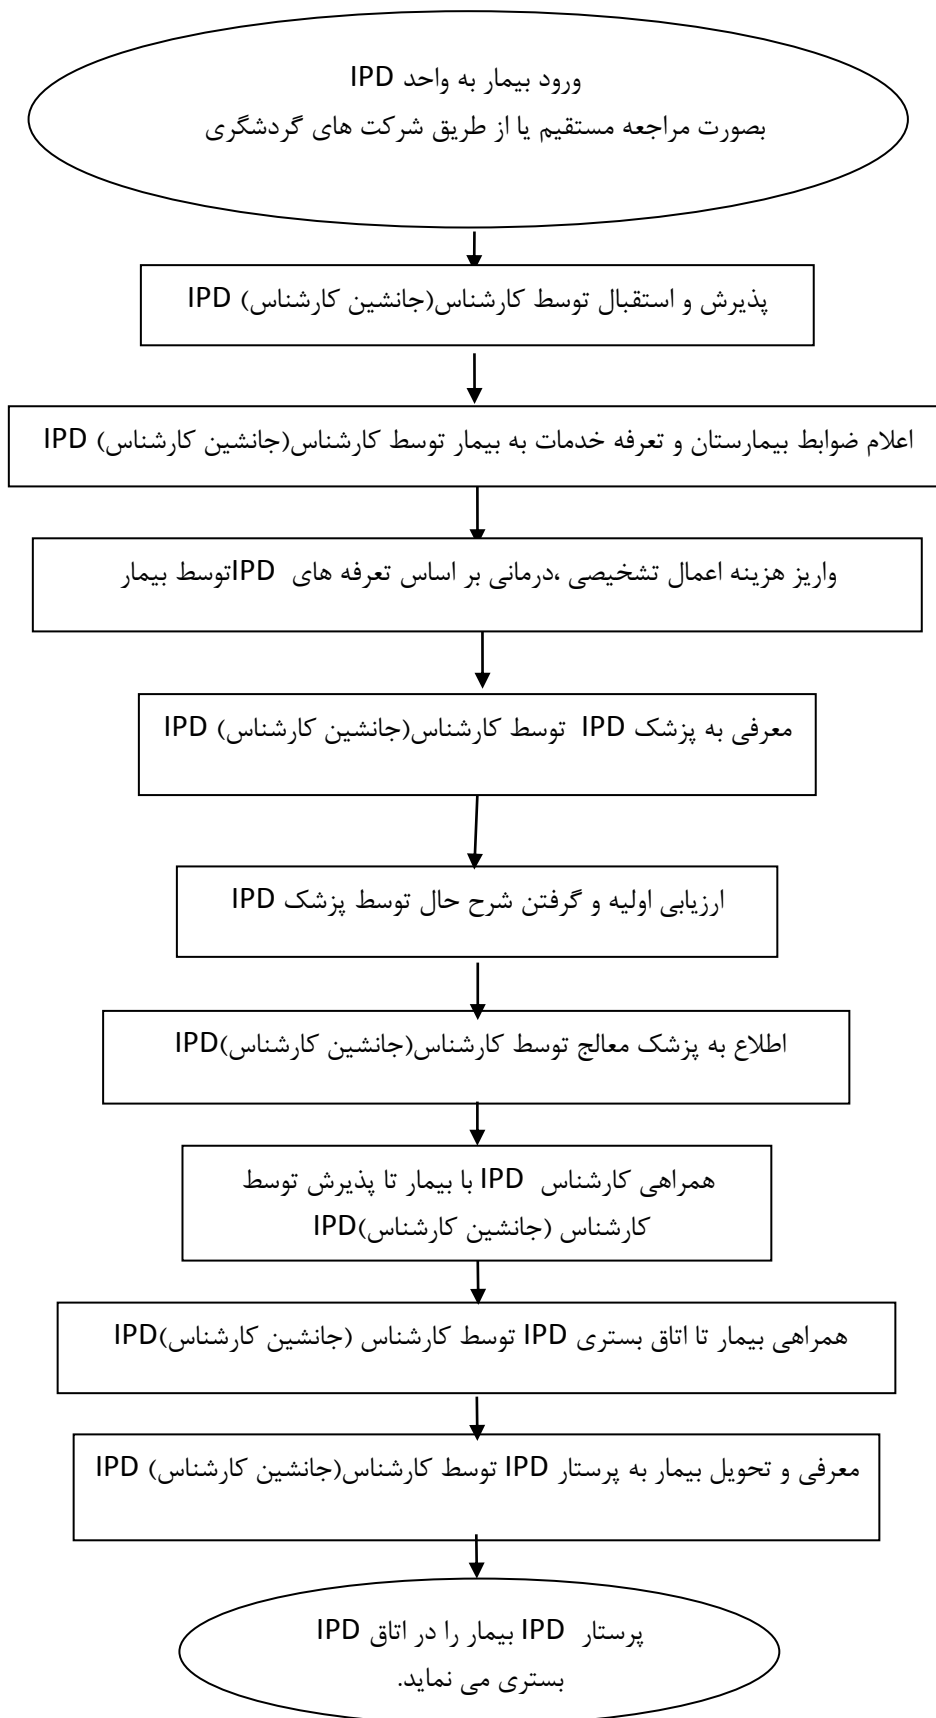 ورود بیمار به واحد IPD
بصورت مراجعه مستقیم یا از طریق شرکت های گردشگری
پذیرش و استقبال توسط کارشناس(جانشین کارشناس) IPD
اعلام ضوابط بیمارستان و تعرفه خدمات به بیمار توسط کارشناس(جانشین کارشناس) IPD
واریز هزینه اعمال تشخیصی ،درمانی بر اساس تعرفه های IPDتوسط بیمار
معرفی به پزشک IPD توسط کارشناس(جانشین کارشناس) IPD
ارزیابی اولیه و گرفتن شرح حال توسط پزشک IPD
اطلاع به پزشک معالج توسط کارشناس(جانشین کارشناس)IPD
همراهی کارشناس IPD با بیمار تا پذیرش توسط
کارشناس (جانشین کارشناس)IPD
همراهی بیمار تا اتاق بستری IPD توسط کارشناس (جانشین کارشناس)IPD
معرفی و تحویل بیمار به پرستار IPD توسط کارشناس(جانشین کارشناس) IPD
پرستار IPD بیمار را در اتاق IPD
بستری می نماید.